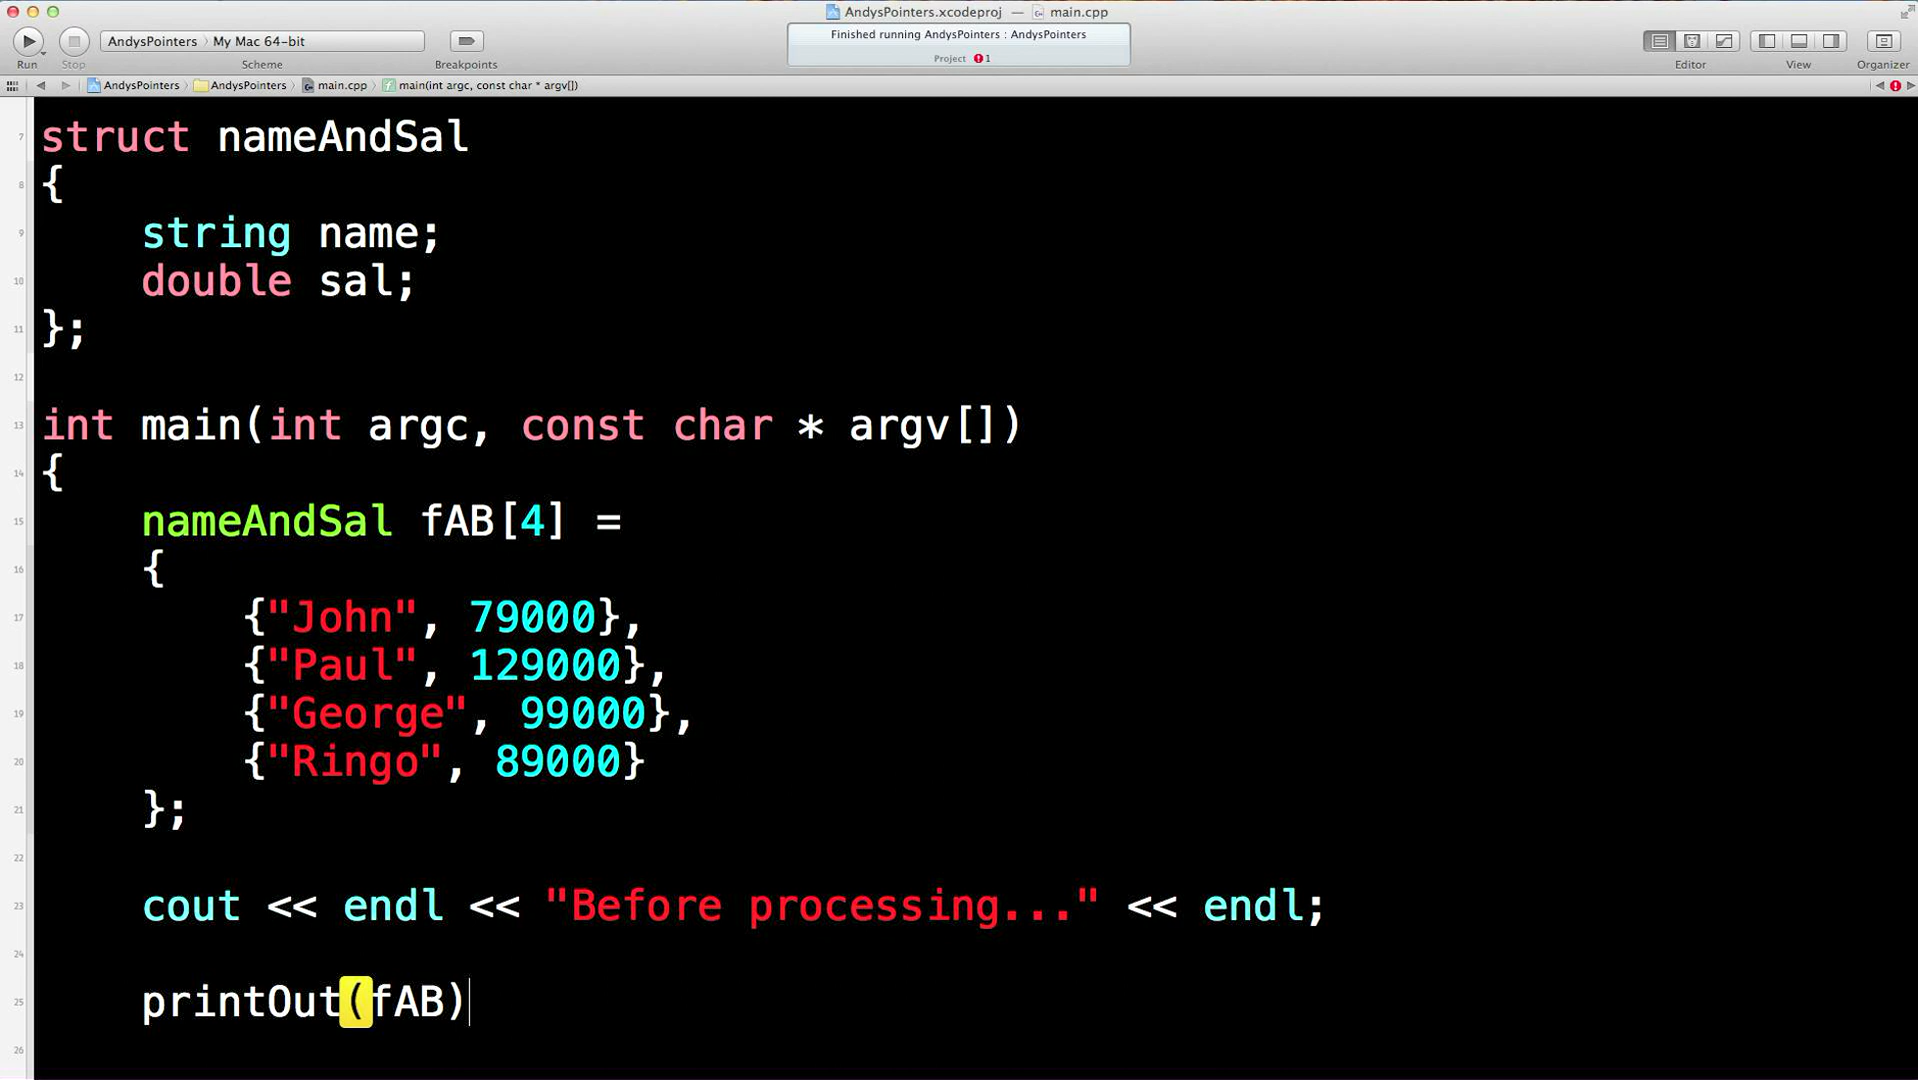 AndysPointers.xcodeproj — main.cpp
AndysPointers > My Mac 64-bit
Finished running AndysPointers : AndysPointers
Project 1
Run Stop Scheme Breakpoints Editor View Organizer
AndysPointers > AndysPointers > main.cpp > main(int argc, const char * argv[])
7 struct nameAndSal
8 {
9 string name;
10 double sal;
11 };
12
13 int main(int argc, const char * argv[])
14 {
15 nameAndSal fAB[4] =
16 {
17 {"John", 79000},
18 {"Paul", 129000},
19 {"George", 99000},
20 {"Ringo", 89000}
21 };
22
23 cout << endl << "Before processing..." << endl;
24
25 printOut(fAB)
26